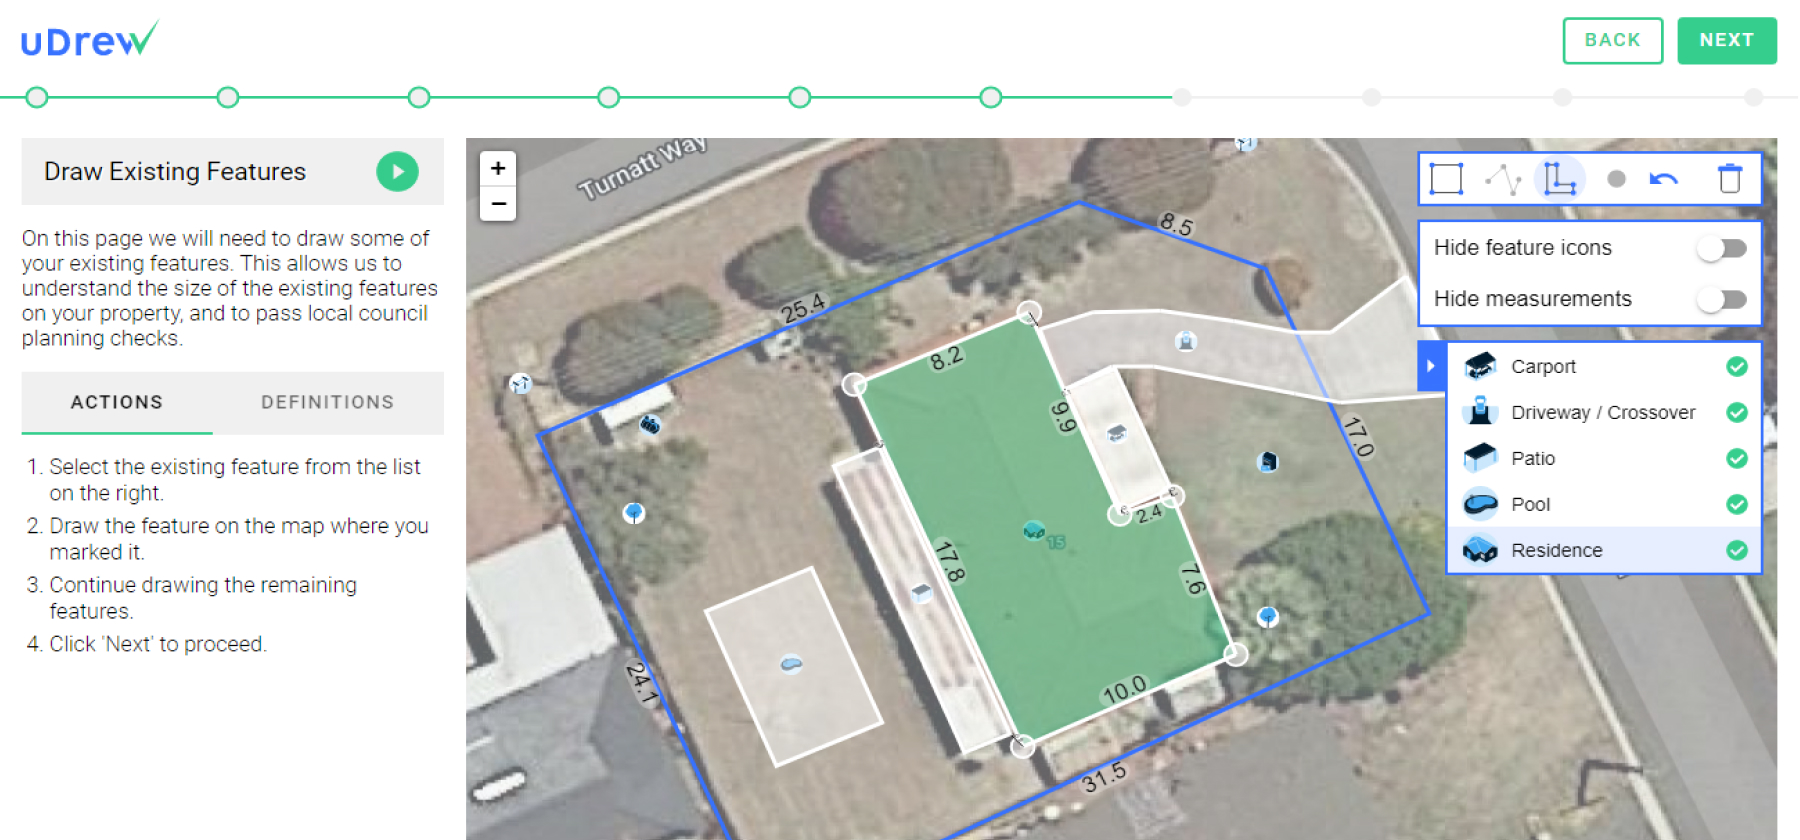 uDrew
BACK
NEXT
Draw Existing Features
On this page we will need to draw some of
your existing features. This allows us to
understand the size of the existing features
on your property, and to pass local council
planning checks.
ACTIONS
DEFINITIONS
1. Select the existing feature from the list
on the right.
2. Draw the feature on the map where you
marked it.
3. Continue drawing the remaining
features.
4. Click 'Next' to proceed.
+
−
Turnatt Way
8.5
25.4
8.2
9.9
17.0
2.4
15
17.8
7.6
24.1
10.0
31.5
Hide feature icons
Hide measurements
Carport
Driveway / Crossover
Patio
Pool
Residence